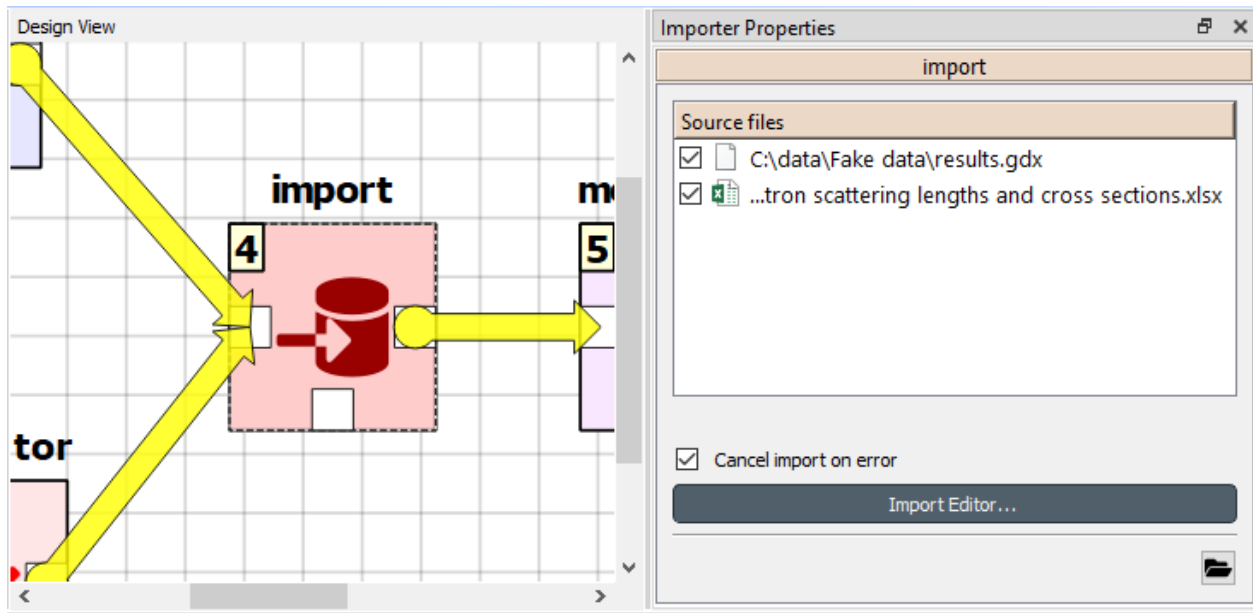 Design View
import
m
4
5
tor
Importer Properties
import
Source files
C:\data\Fake data\results.gdx
...tron scattering lengths and cross sections.xlsx
Cancel import on error
Import Editor...